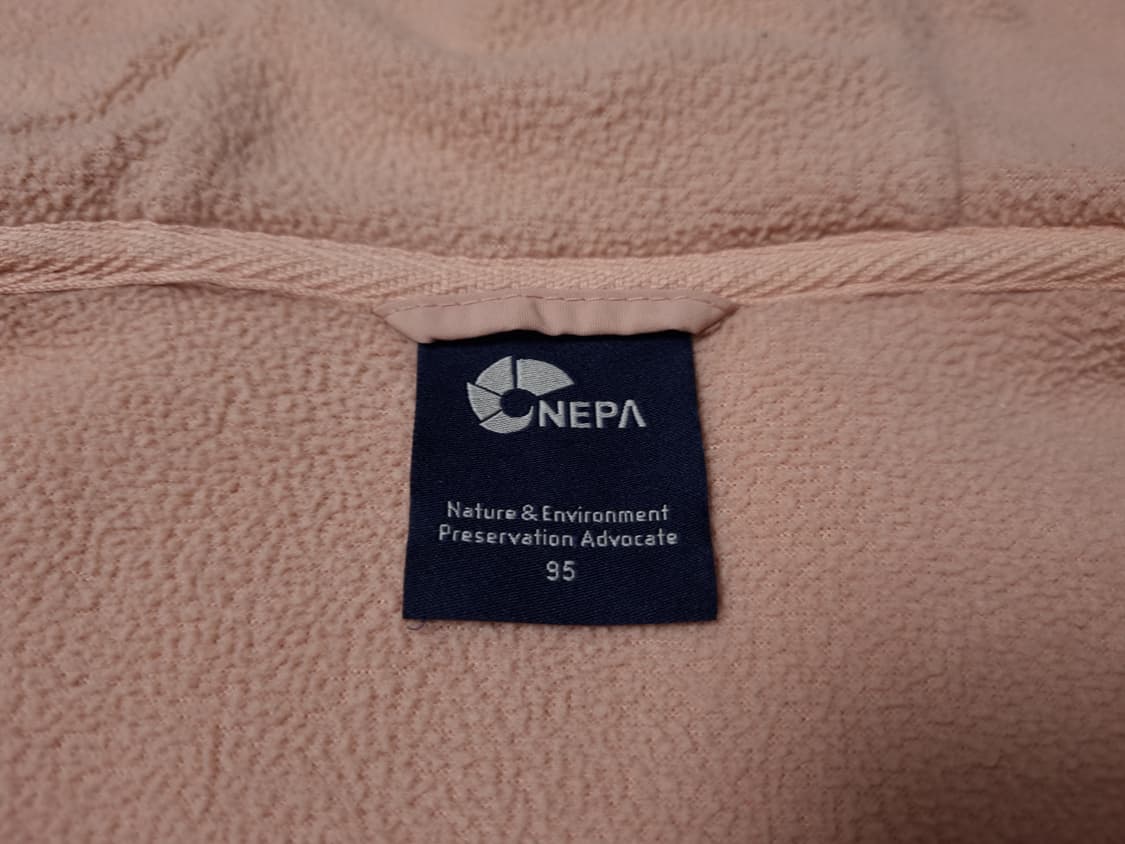 NEPA
Nature & Environment
Preservation Advocate
95